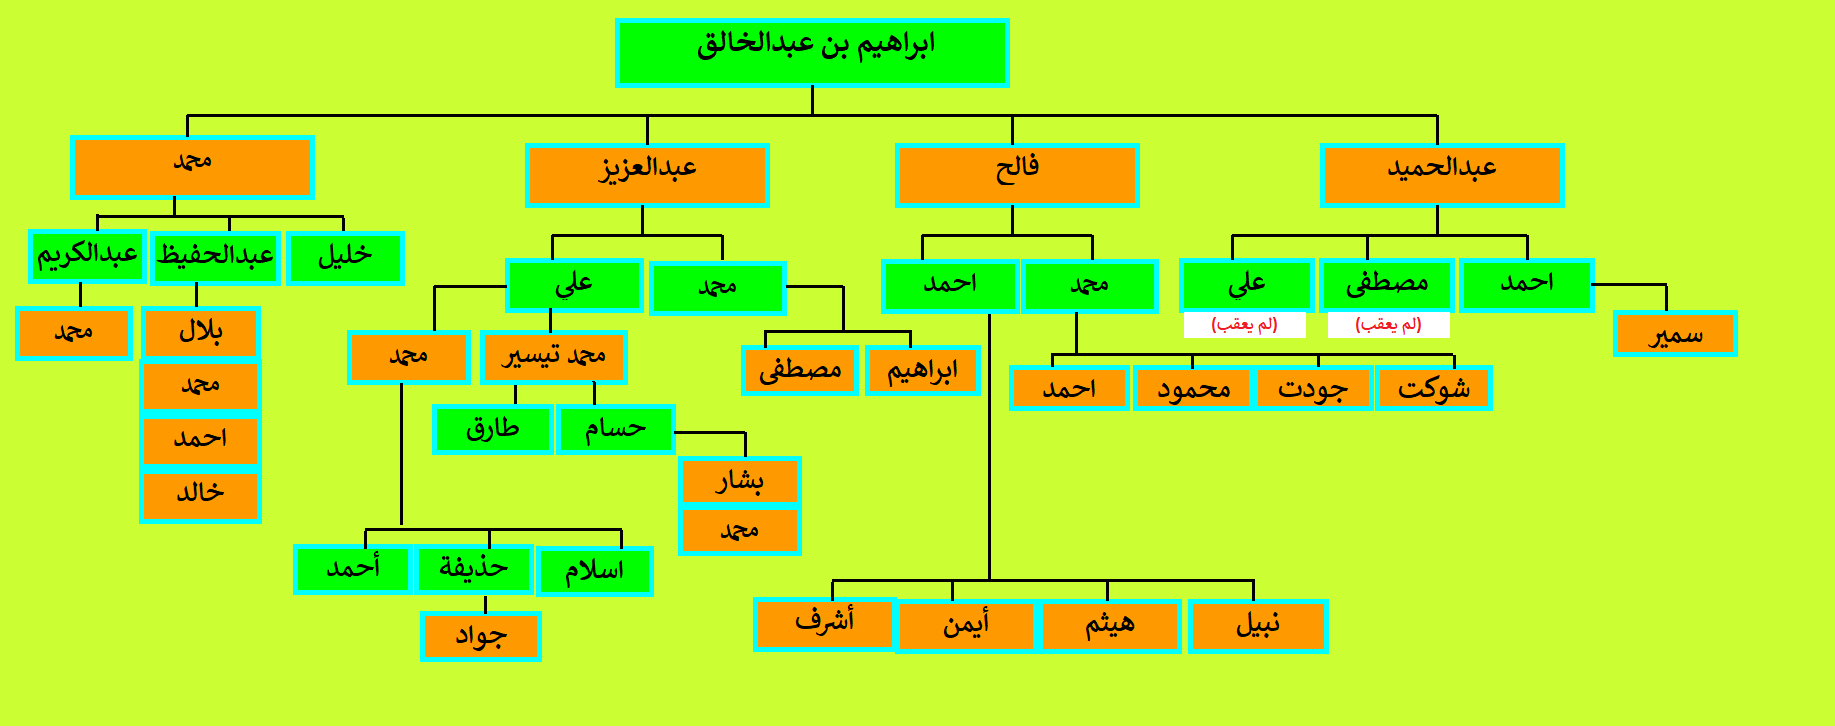 ابراهيم بن عبدالخالق
عبدالحميد
فالح
عبدالعزيز
محمد
احمد
مصطفى
علي
محمد
احمد
محمد
علي
خليل
عبدالحفيظ
عبدالكريم
(لم يعقب)
(لم يعقب)
سمير
شوكت
جودت
محمود
احمد
ابراهيم
مصطفى
محمد تيسير
محمد
بلال
محمد
محمد
احمد
خالد
حسام
طارق
بشار
محمد
اسلام
حذيفة
أحمد
جواد
نبيل
هيثم
أيمن
أشرف